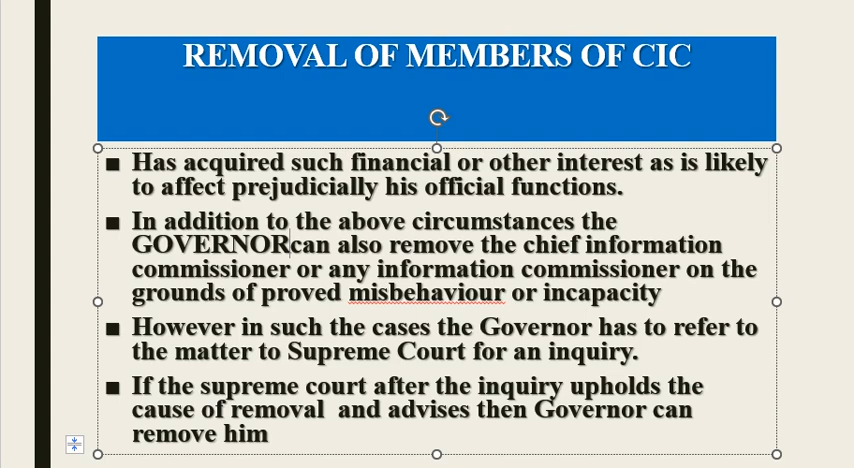 REMOVAL OF MEMBERS OF CIC
■ Has acquired such financial or other interest as is likely
to affect prejudicially his official functions.
■ In addition to the above circumstances the
GOVERNORcan also remove the chief information
commissioner or any information commissioner on the
grounds of proved misbehaviour or incapacity
■ However in such the cases the Governor has to refer to
the matter to Supreme Court for an inquiry.
■ If the supreme court after the inquiry upholds the
cause of removal  and advises then Governor can
remove him